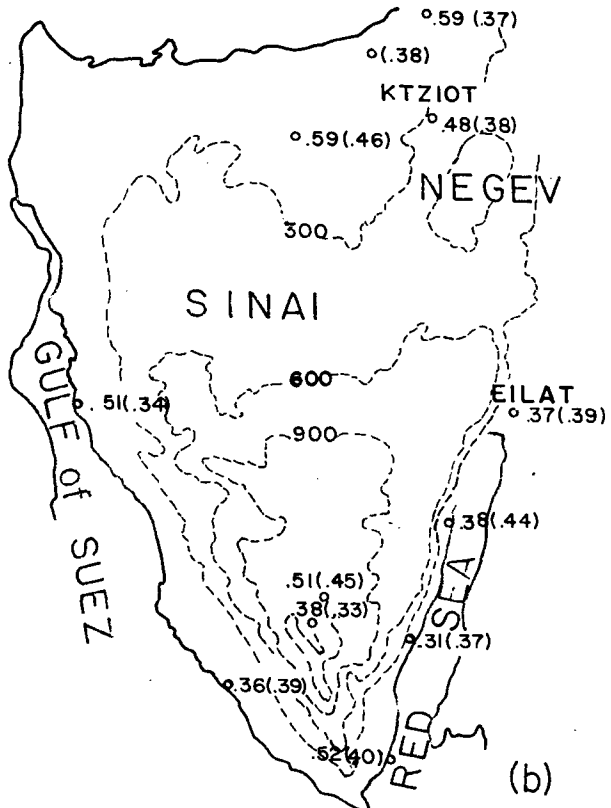 .59 (.37)
(.38)
KTZIOT
.48(.38)
.59(.46)
NEGEV
300
SINAI
600
GULF of SUEZ
.51(.34)
EILAT
.37(.39)
900
.38(.44)
.51(.45)
.38(.33)
.31(.37)
.36(.39)
.52(40)
RED SEA
(b)